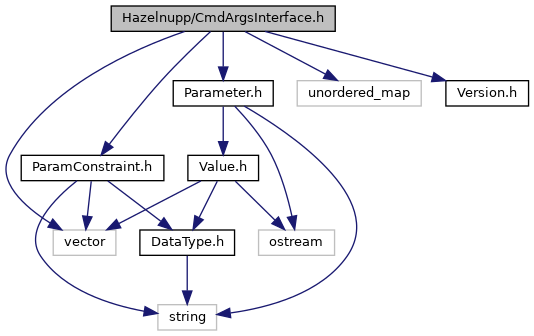 Hazelnupp/CmdArgsInterface.h
Parameter.h
unordered_map
Version.h
ParamConstraint.h
Value.h
vector
DataType.h
ostream
string